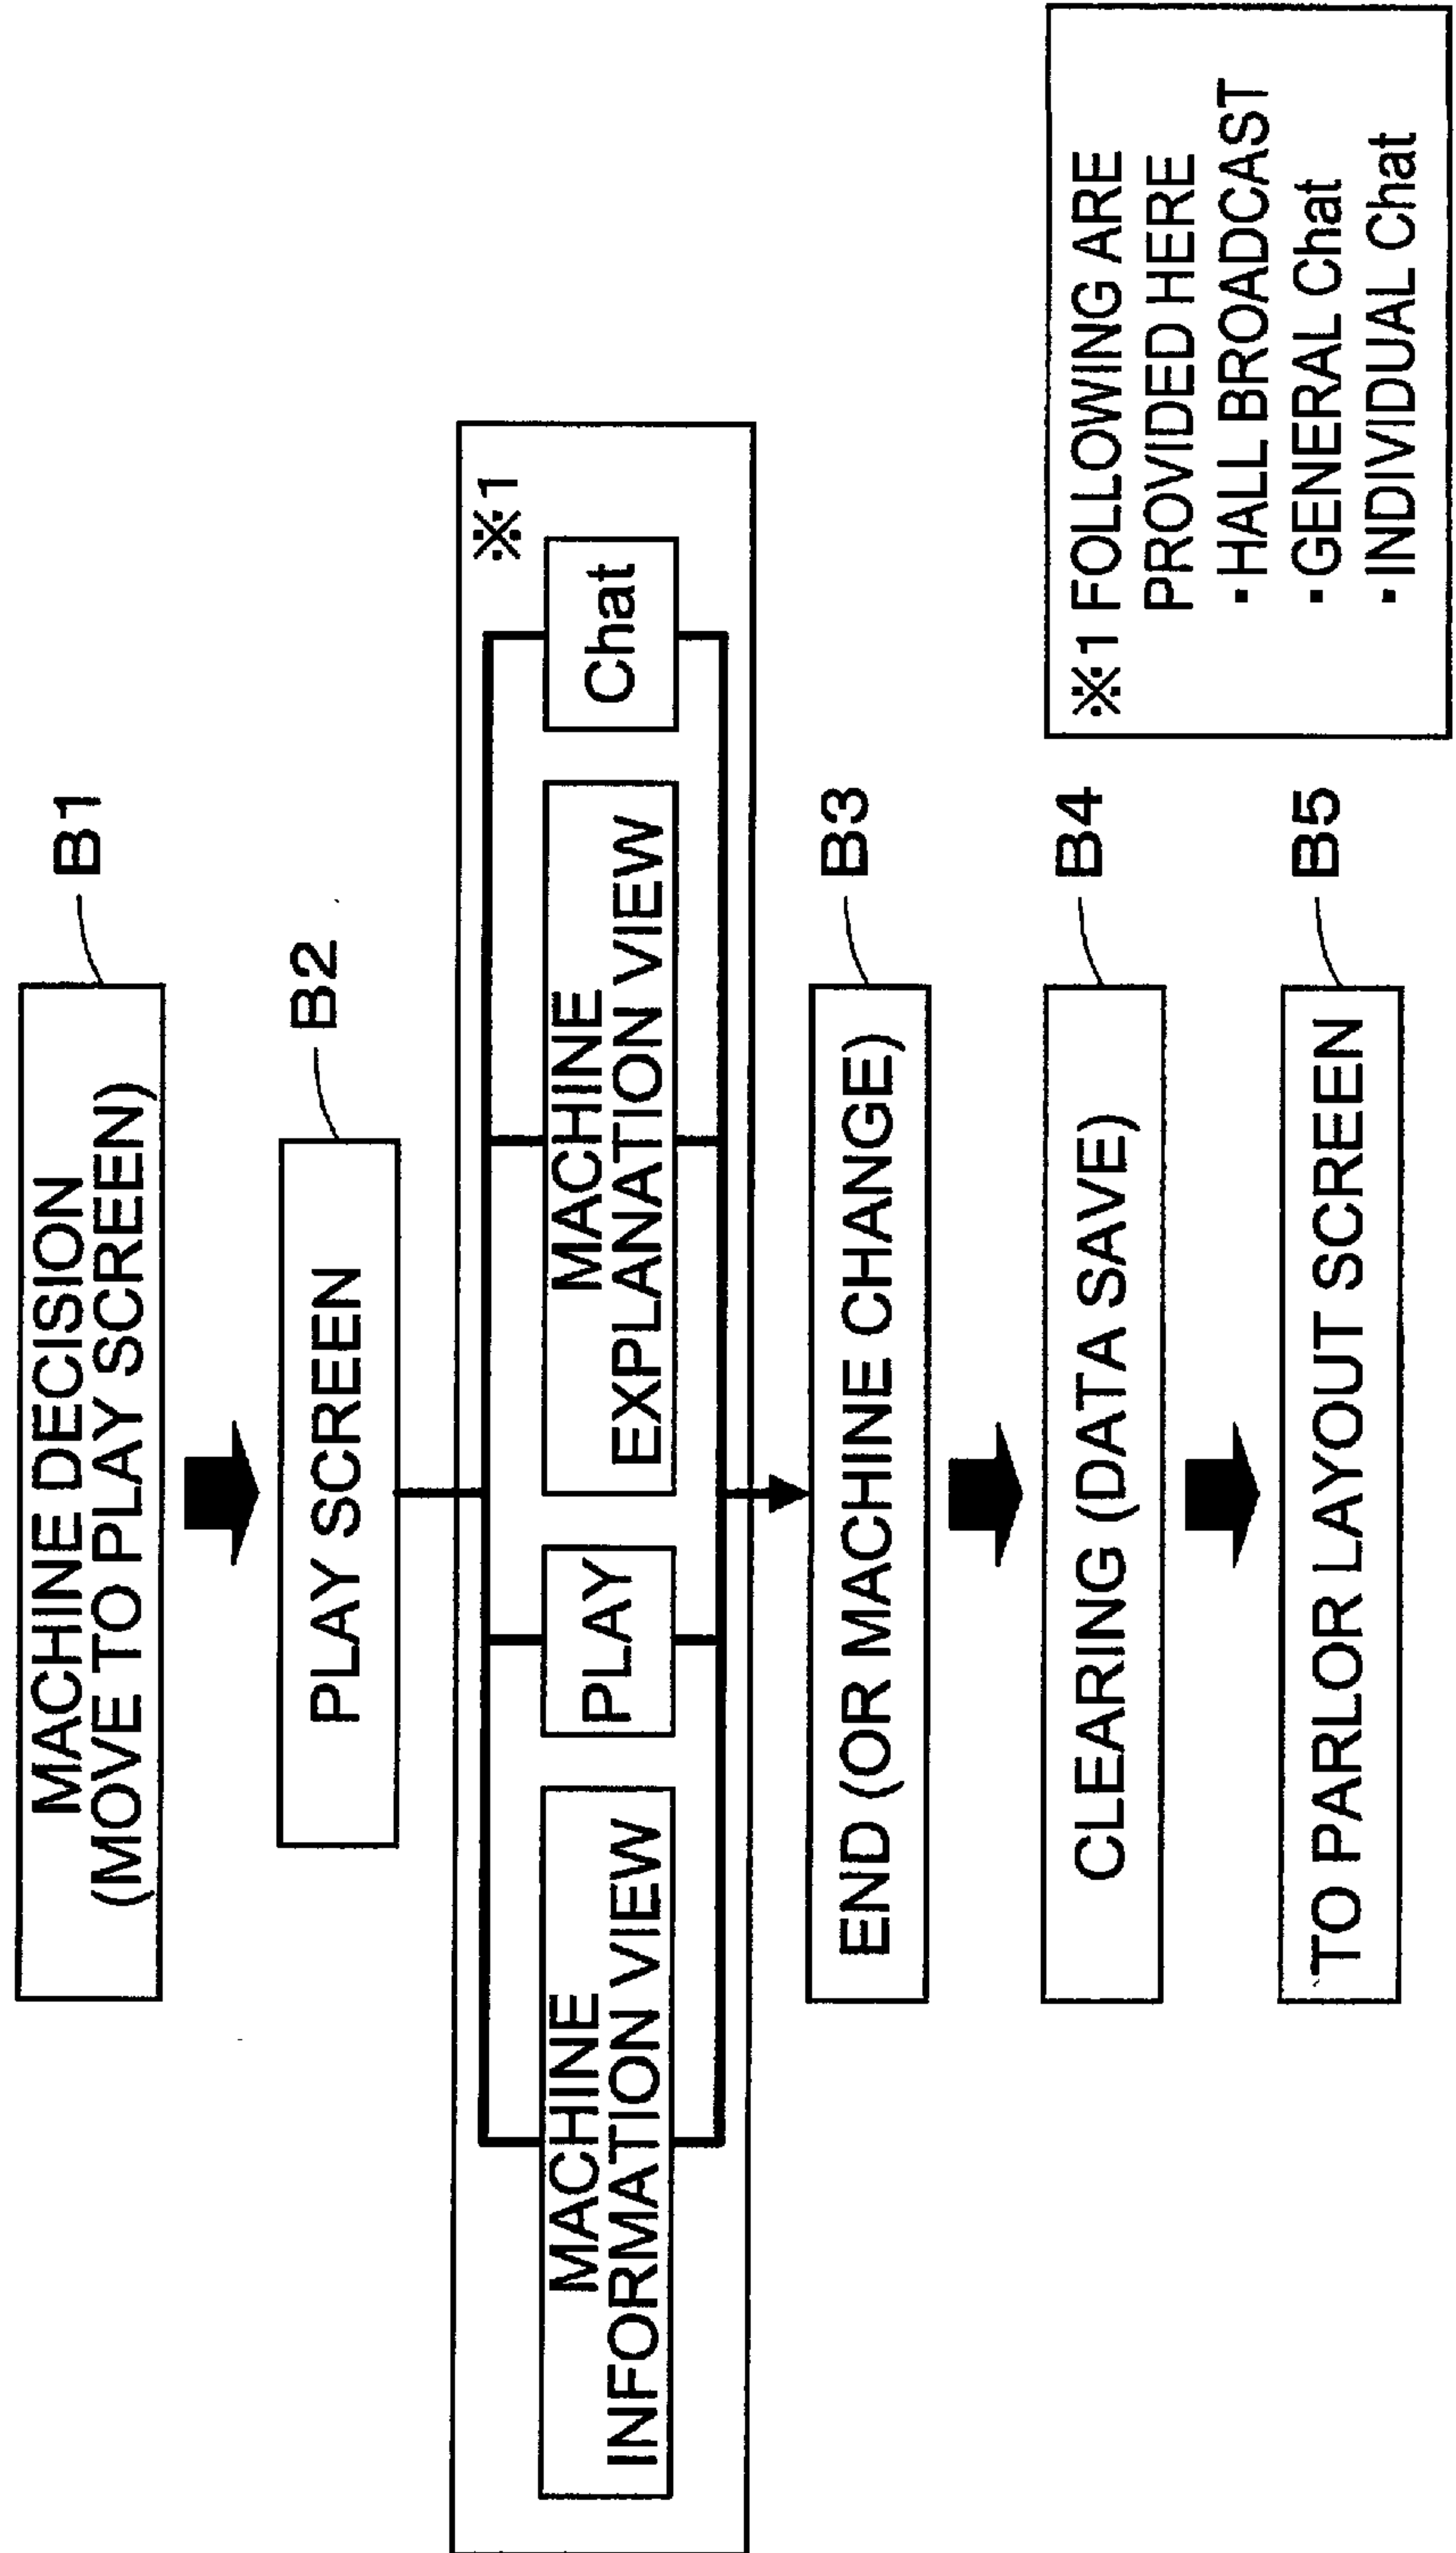 MACHINE DECISION
(MOVE TO PLAY SCREEN)
B1
PLAY SCREEN
B2
※1
MACHINE
INFORMATION VIEW
PLAY
MACHINE
EXPLANATION VIEW
Chat
END (OR MACHINE CHANGE)
B3
CLEARING (DATA SAVE)
B4
TO PARLOR LAYOUT SCREEN
B5
※1 FOLLOWING ARE
PROVIDED HERE
・HALL BROADCAST
・GENERAL Chat
・INDIVIDUAL Chat